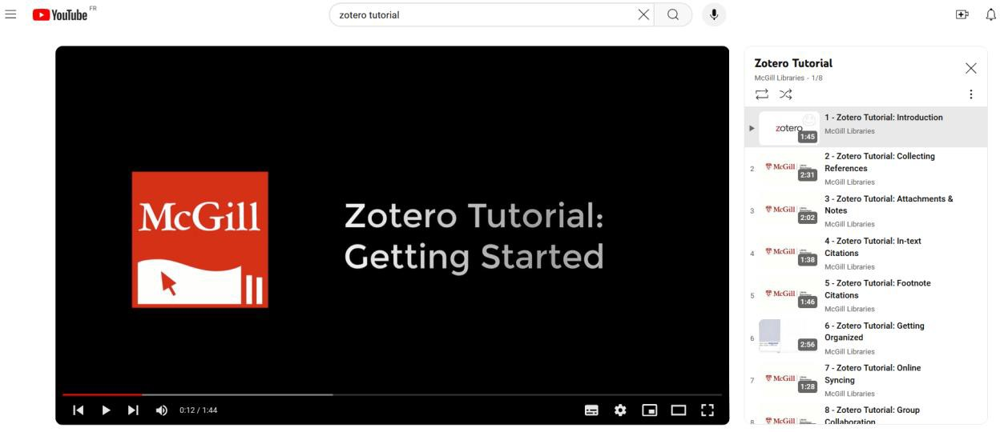 YouTube FR
zotero tutorial
McGill
Zotero Tutorial:
Getting Started
0:12 / 1:44
Zotero Tutorial
McGill Libraries - 1/8
zotero
1:45
1 - Zotero Tutorial: Introduction
McGill Libraries
2
McGill
2:31
2 - Zotero Tutorial: Collecting
References
McGill Libraries
3
McGill
2:02
3 - Zotero Tutorial: Attachments &
Notes
McGill Libraries
4
McGill
1:38
4 - Zotero Tutorial: In-text
Citations
McGill Libraries
5
McGill
1:46
5 - Zotero Tutorial: Footnote
Citations
McGill Libraries
6
2:56
6 - Zotero Tutorial: Getting
Organized
McGill Libraries
7
McGill
1:28
7 - Zotero Tutorial: Online
Syncing
McGill Libraries
8
McGill
8 - Zotero Tutorial: Group
Collaboration